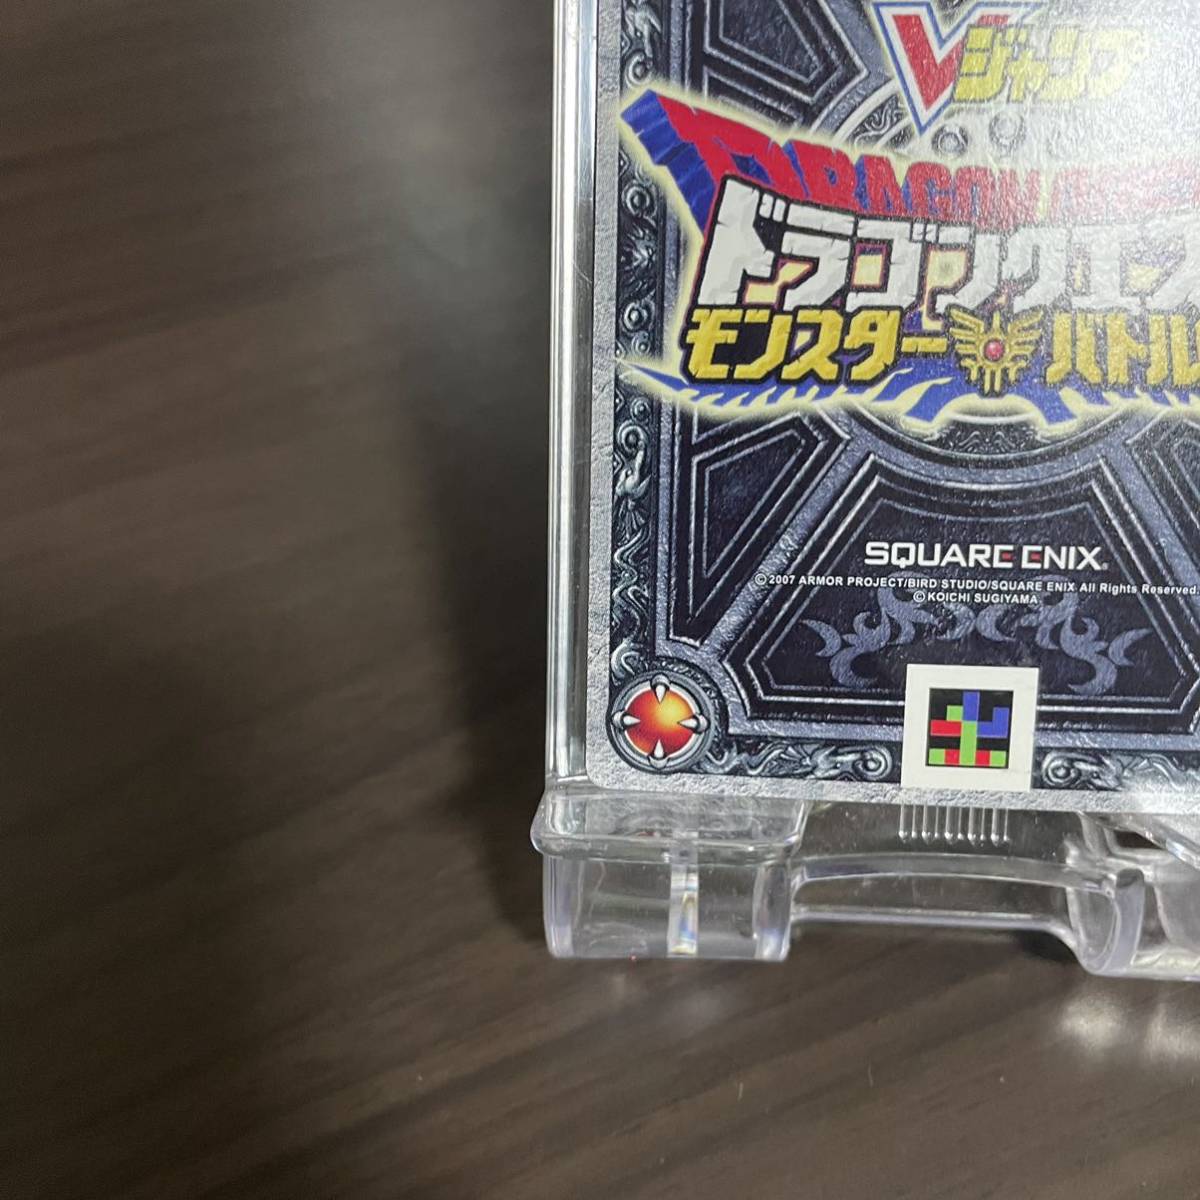 Vジャンプ
DRAGON
ドラゴンクエス
モンスターバトル
SQUARE ENIX
©2007 ARMOR PROJECT/BIRD STUDIO/SQUARE ENIX All Rights Reserved.
©KOICHI SUGIYAMA